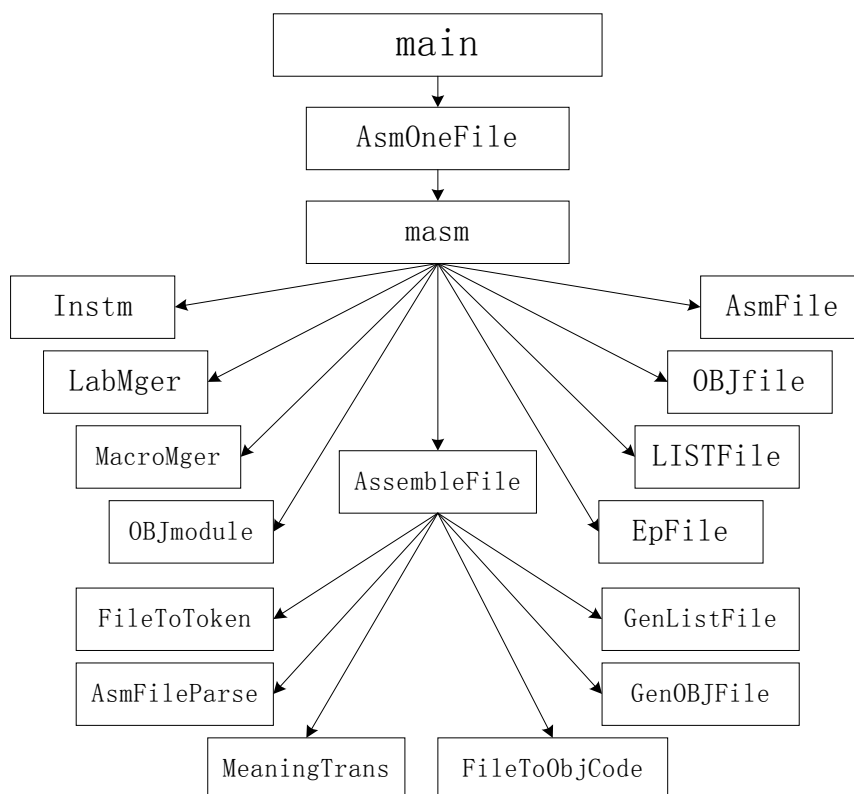 main
AsmOneFile
masm
Instm
AsmFile
LabMger
OBJfile
MacroMger
LISTFile
AssembleFile
OBJmodule
EpFile
FileToToken
GenListFile
AsmFileParse
GenOBJFile
MeaningTrans
FileToObjCode